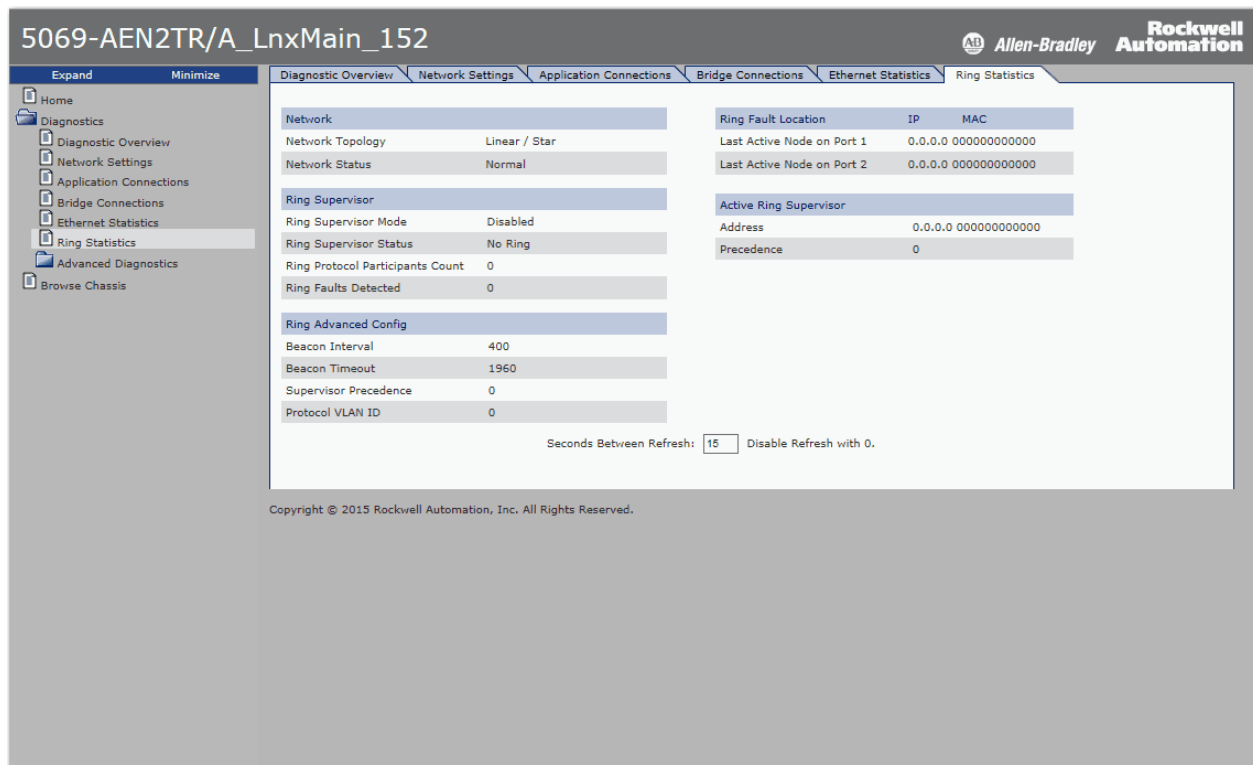 5069-AEN2TR/A_LnxMain_152
AB Allen-Bradley
Rockwell Automation
Expand Minimize
Home
Diagnostics
Diagnostic Overview
Network Settings
Application Connections
Bridge Connections
Ethernet Statistics
Ring Statistics
Advanced Diagnostics
Browse Chassis
Diagnostic Overview Network Settings Application Connections Bridge Connections Ethernet Statistics Ring Statistics
Network
Network Topology Linear / Star
Network Status Normal
Ring Supervisor
Ring Supervisor Mode Disabled
Ring Supervisor Status No Ring
Ring Protocol Participants Count 0
Ring Faults Detected 0
Ring Advanced Config
Beacon Interval 400
Beacon Timeout 1960
Supervisor Precedence 0
Protocol VLAN ID 0
Ring Fault Location IP MAC
Last Active Node on Port 1 0.0.0.0 000000000000
Last Active Node on Port 2 0.0.0.0 000000000000
Active Ring Supervisor
Address 0.0.0.0 000000000000
Precedence 0
Seconds Between Refresh: 15 Disable Refresh with 0.
Copyright © 2015 Rockwell Automation, Inc. All Rights Reserved.